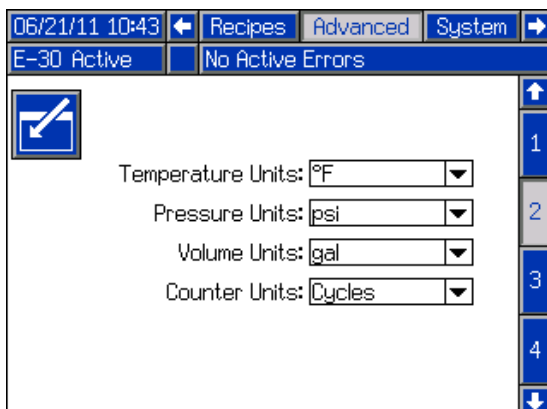 06/21/11 10:43 Recipes Advanced System
E-30 Active No Active Errors
1
Temperature Units: °F
Pressure Units: psi
2
Volume Units: gal
Counter Units: Cycles
3
4